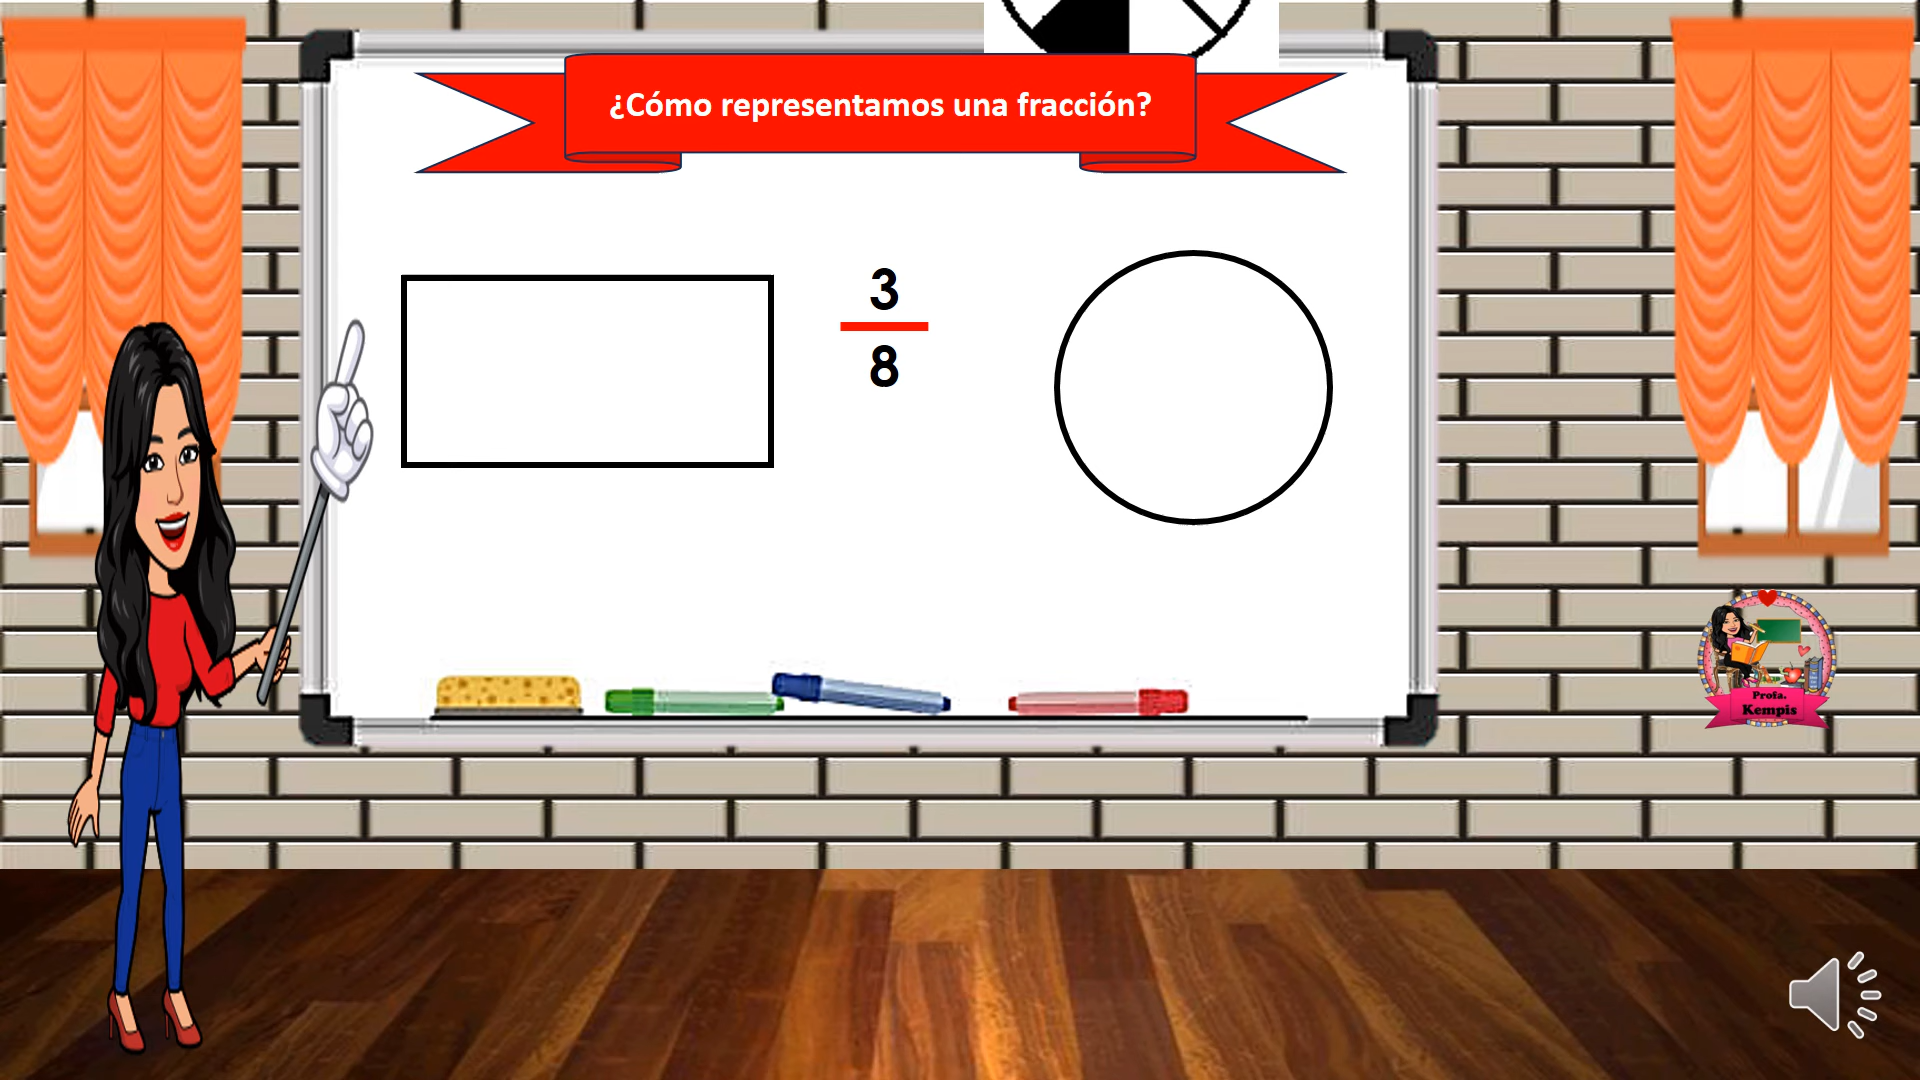 ¿Cómo representamos una fracción?
3
8
Profa.
Kempis